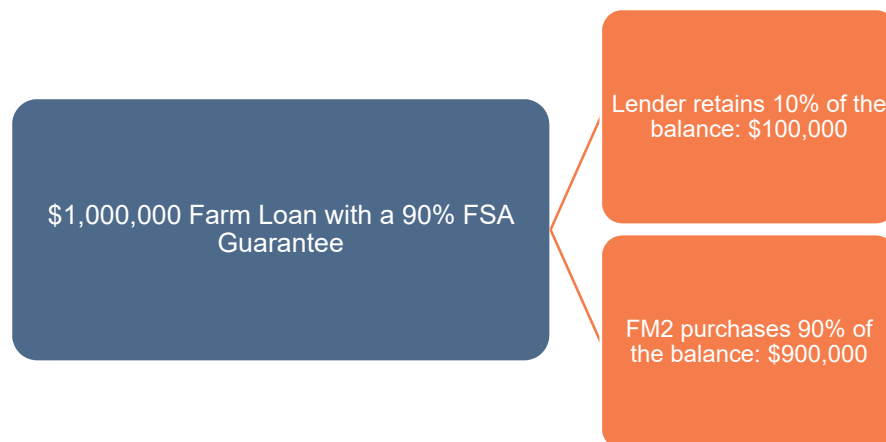 $1,000,000 Farm Loan with a 90% FSA
Guarantee
Lender retains 10% of the
balance: $100,000
FM2 purchases 90% of
the balance: $900,000